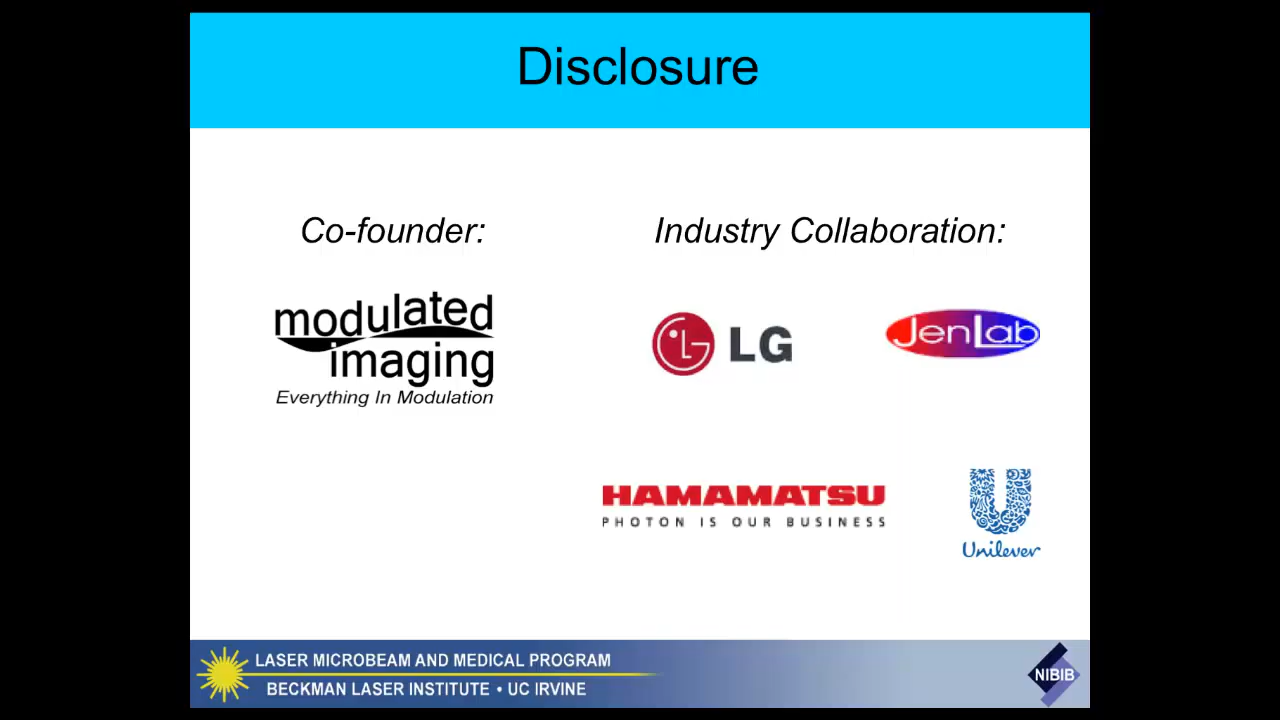 Disclosure
Co-founder:
modulated
imaging
Everything In Modulation
Industry Collaboration:
LG
JenLab
HAMAMATSU
PHOTON IS OUR BUSINESS
Unilever
LASER MICROBEAM AND MEDICAL PROGRAM
BECKMAN LASER INSTITUTE • UC IRVINE
NIBIB